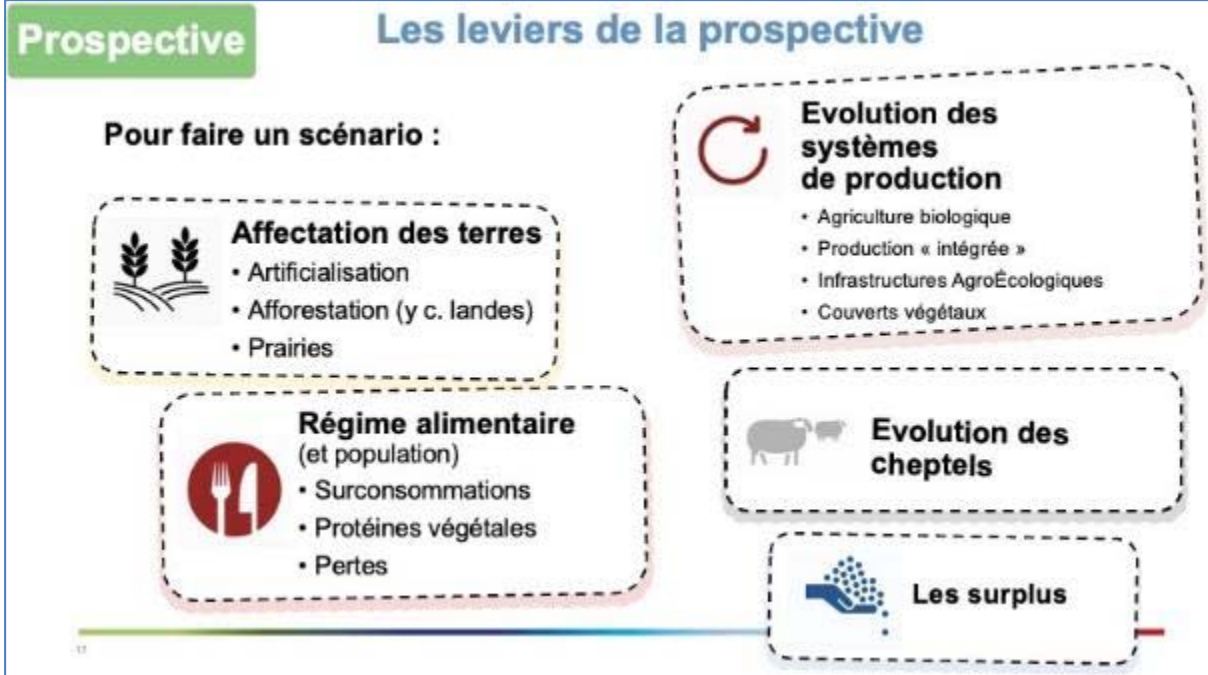 Prospective
Les leviers de la prospective
Pour faire un scénario :
Affectation des terres
• Artificialisation
• Afforestation (y c. landes)
• Prairies
Régime alimentaire
(et population)
• Surconsommations
• Protéines végétales
• Pertes
Evolution des
systèmes
de production
• Agriculture biologique
• Production « intégrée »
• Infrastructures AgroÉcologiques
• Couverts végétaux
Evolution des
cheptels
Les surplus
17